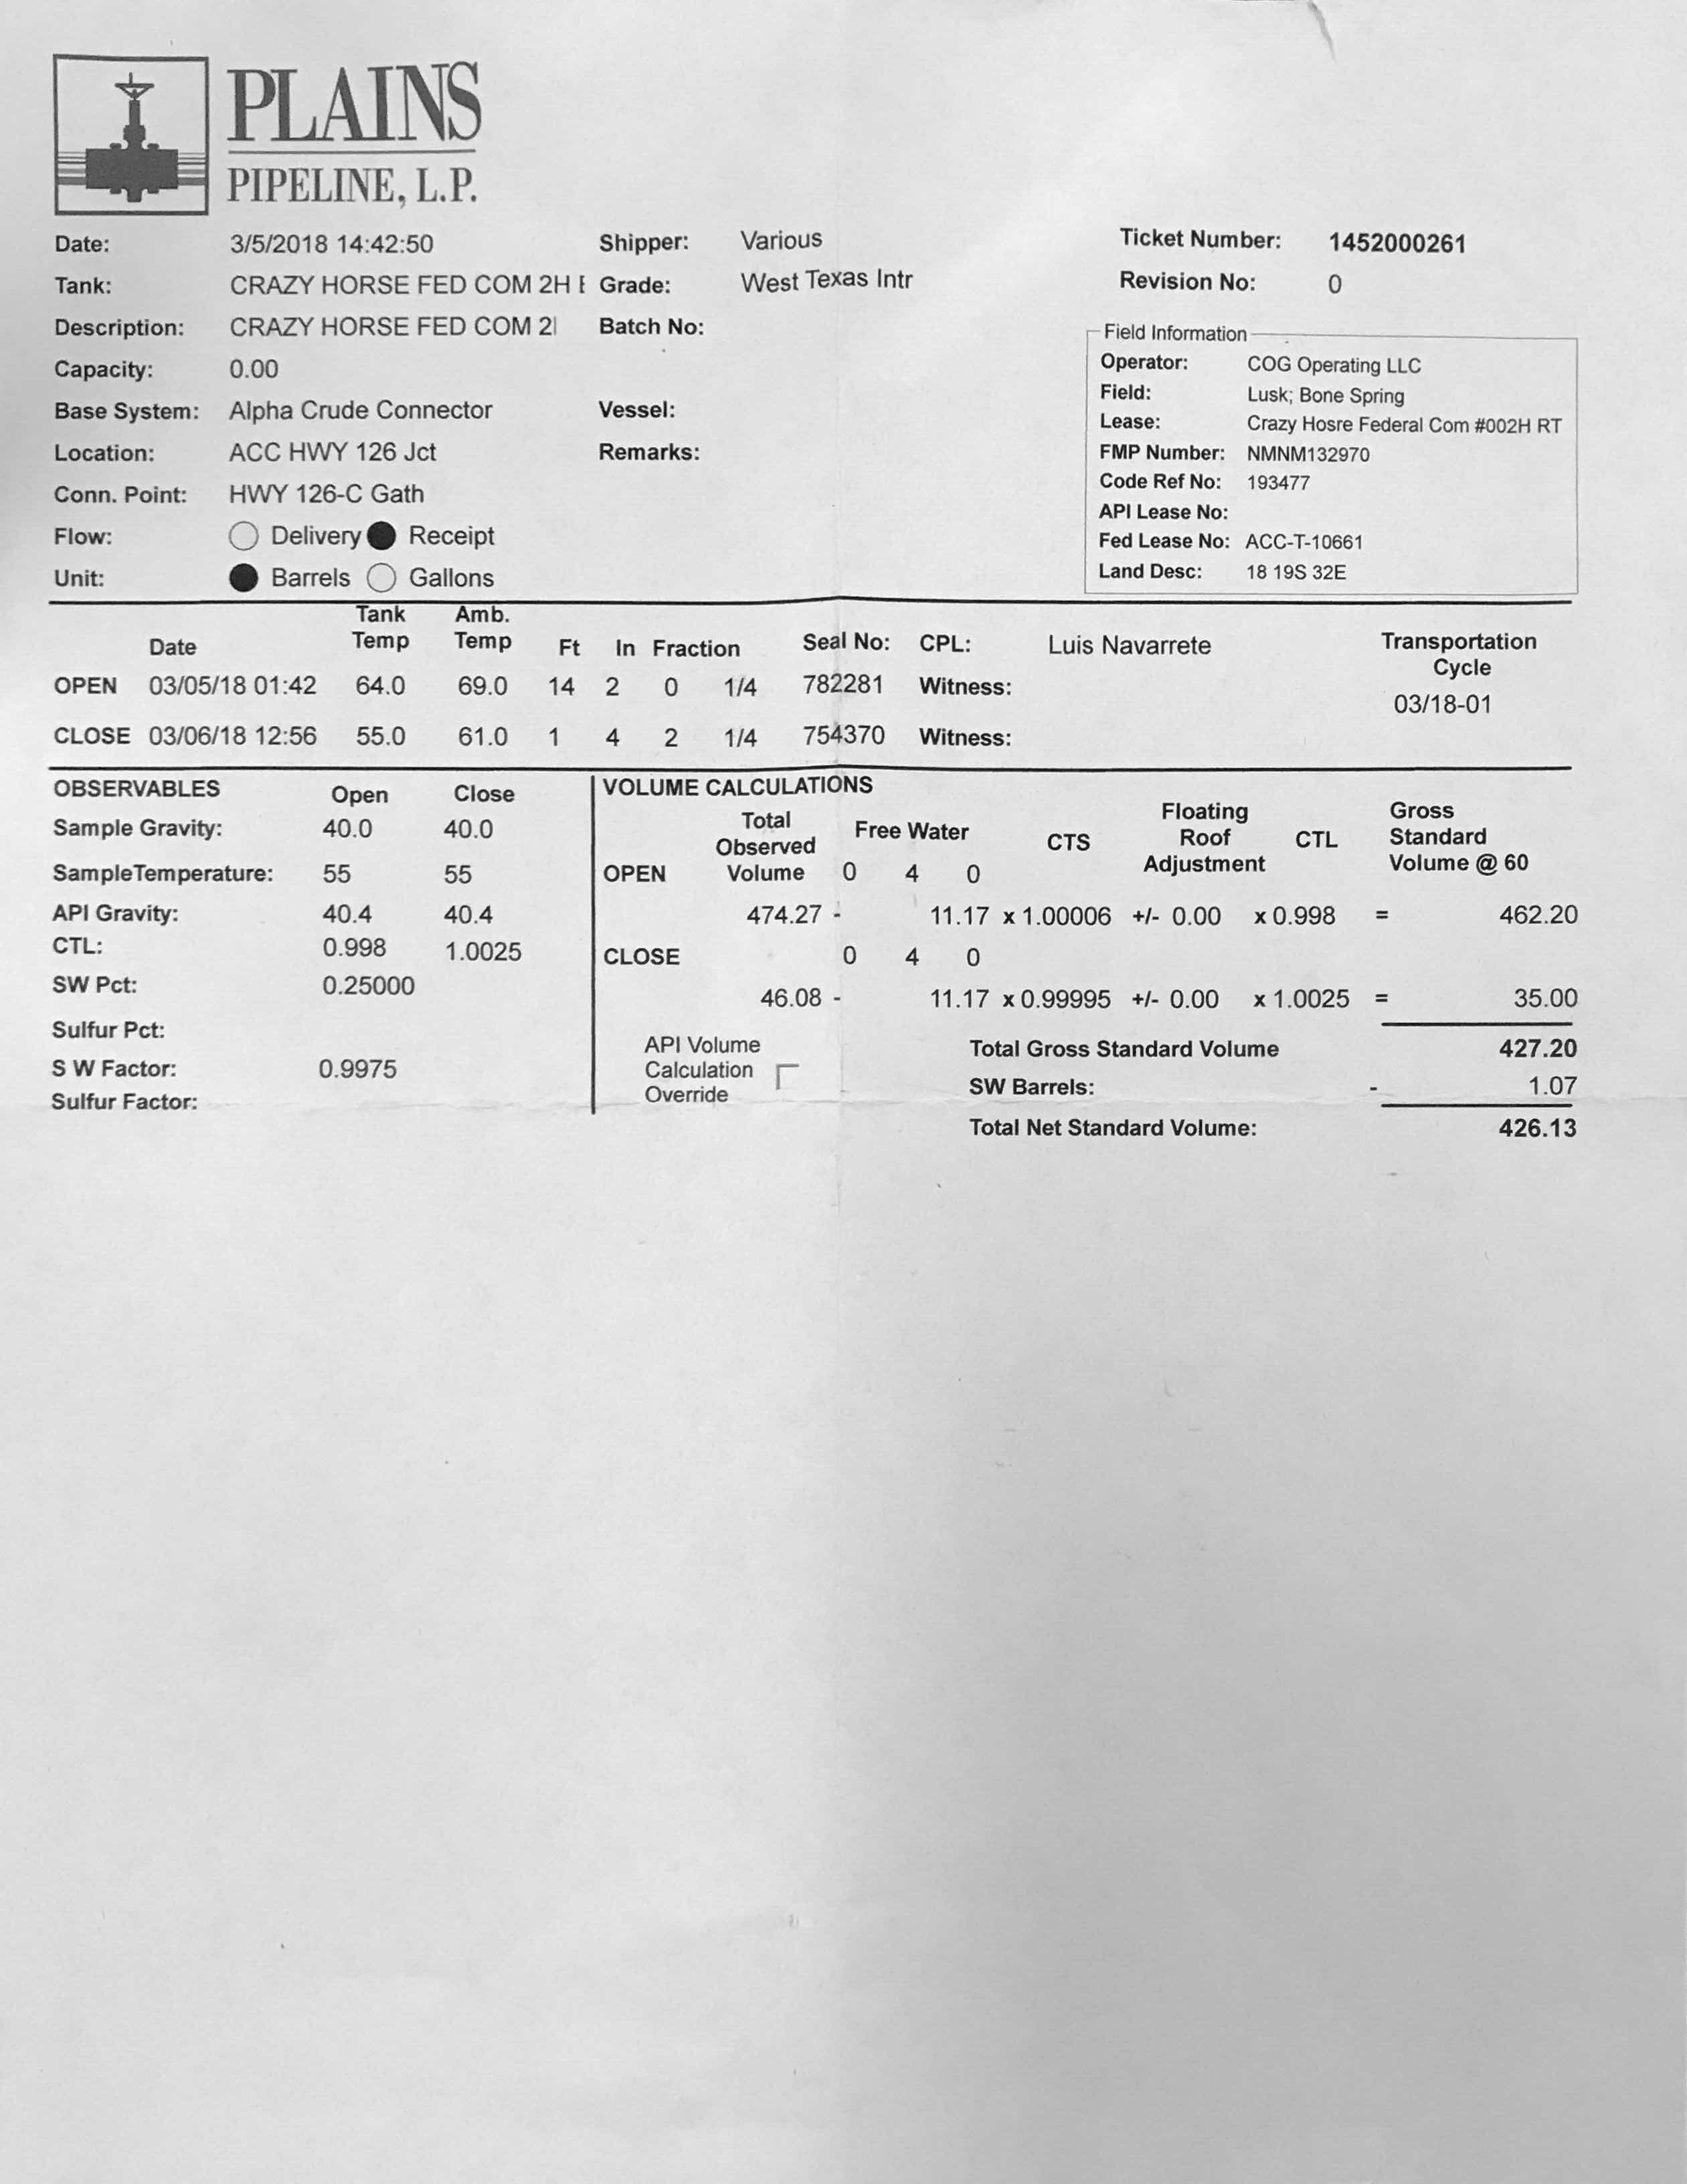 PLAINS
PIPELINE, L.P.
Date: 3/5/2018 14:42:50 Shipper: Various Ticket Number: 1452000261
Tank: CRAZY HORSE FED COM 2H Grade: West Texas Intr Revision No: 0
Description: CRAZY HORSE FED COM 2 Batch No:
Capacity: 0.00
Base System: Alpha Crude Connector Vessel:
Location: ACC HWY 126 Jct Remarks:
Conn. Point: HWY 126-C Gath
Flow: Delivery Receipt
Unit: Barrels Gallons
Field Information
Operator: COG Operating LLC
Field: Lusk; Bone Spring
Lease: Crazy Hosre Federal Com #002H RT
FMP Number: NMNM132970
Code Ref No: 193477
API Lease No:
Fed Lease No: ACC-T-10661
Land Desc: 18 19S 32E
Date Tank Temp Amb. Temp Ft In Fraction Seal No: CPL: Luis Navarrete Transportation Cycle
OPEN 03/05/18 01:42 64.0 69.0 14 2 0 1/4 782281 Witness: 03/18-01
CLOSE 03/06/18 12:56 55.0 61.0 1 4 2 1/4 754370 Witness:
OBSERVABLES Open Close
Sample Gravity: 40.0 40.0
SampleTemperature: 55 55
API Gravity: 40.4 40.4
CTL: 0.998 1.0025
SW Pct: 0.25000
Sulfur Pct:
S W Factor: 0.9975
Sulfur Factor:
VOLUME CALCULATIONS
Total Observed Volume Free Water CTS Floating Roof Adjustment CTL Gross Standard Volume @ 60
OPEN 0 4 0
474.27 - 11.17 x 1.00006 +/- 0.00 x 0.998 = 462.20
CLOSE 0 4 0
46.08 - 11.17 x 0.99995 +/- 0.00 x 1.0025 = 35.00
API Volume Calculation Override
Total Gross Standard Volume 427.20
SW Barrels: - 1.07
Total Net Standard Volume: 426.13